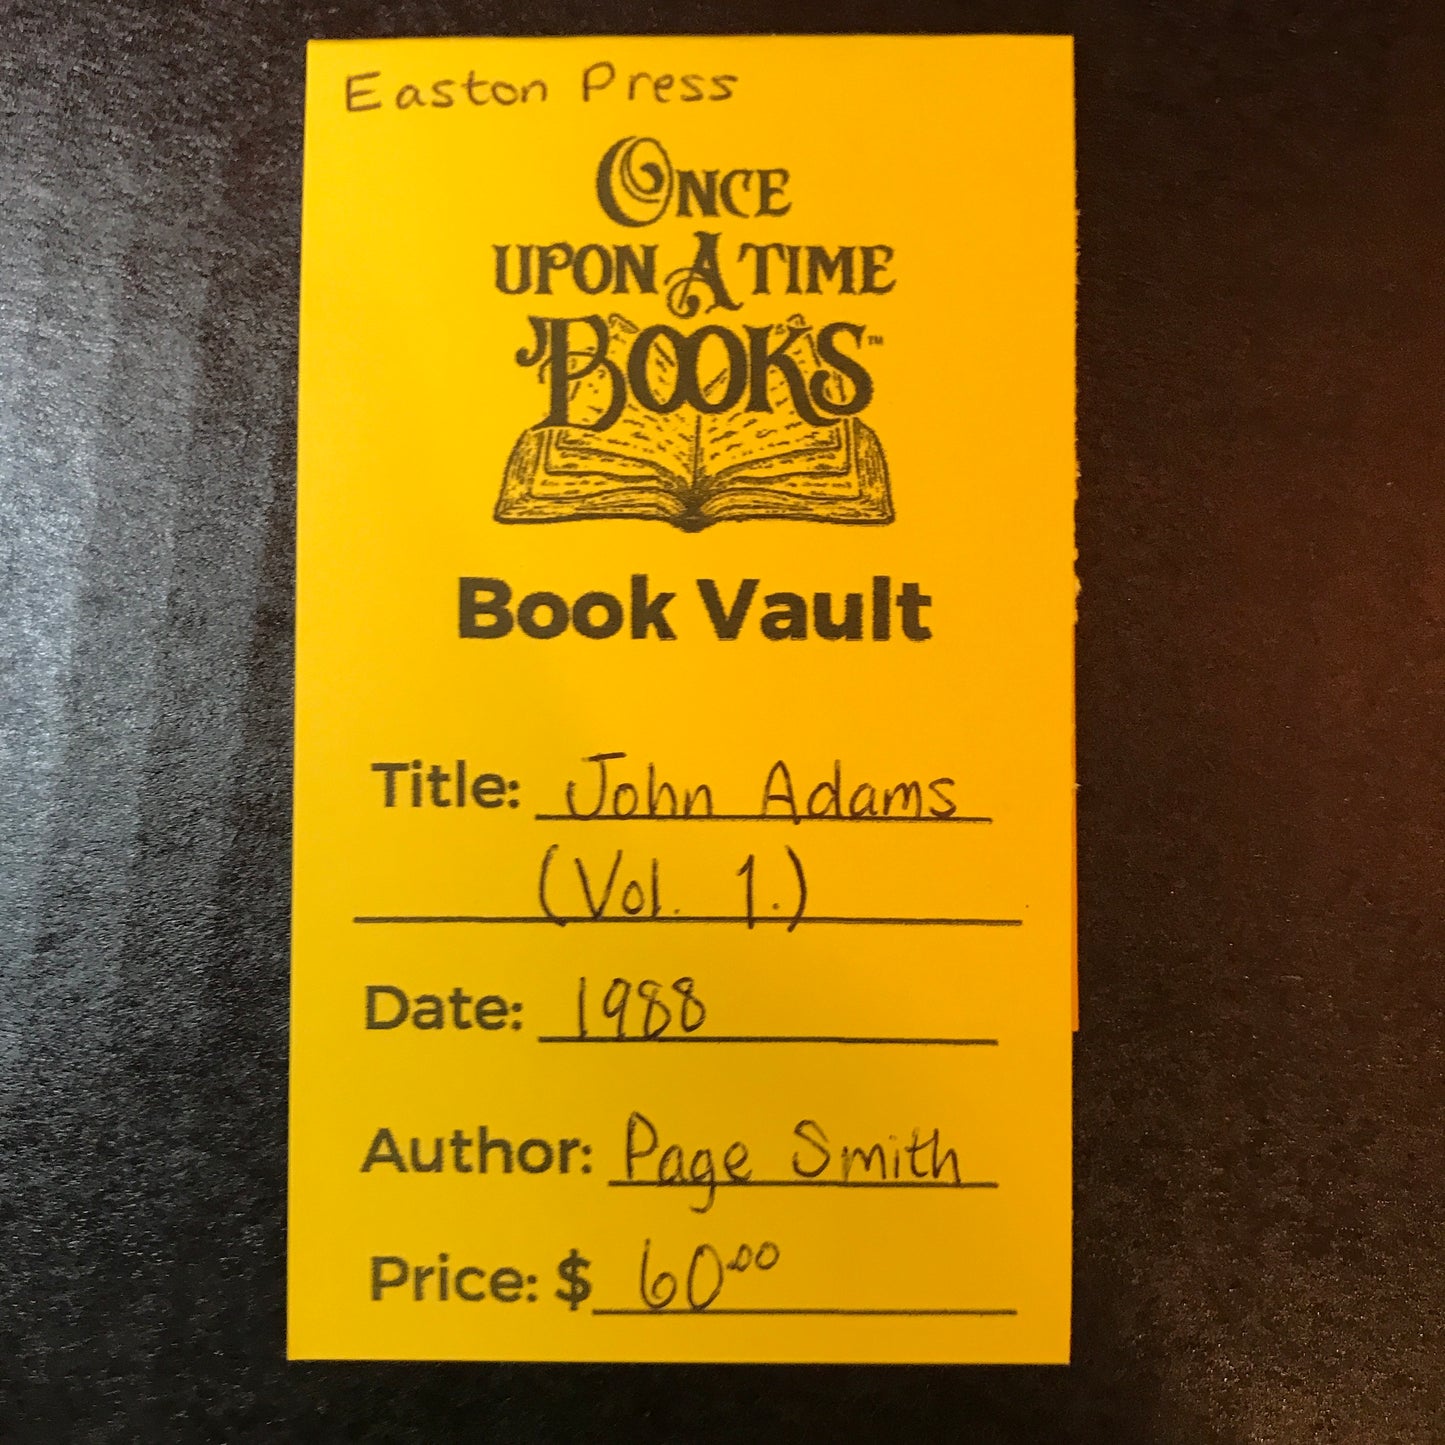 Easton Press
ONCE
UPON A TIME
BOOKS™
Book Vault
Title: John Adams
(Vol. 1.)
Date: 1988
Author: Page Smith
Price: $ 60.00